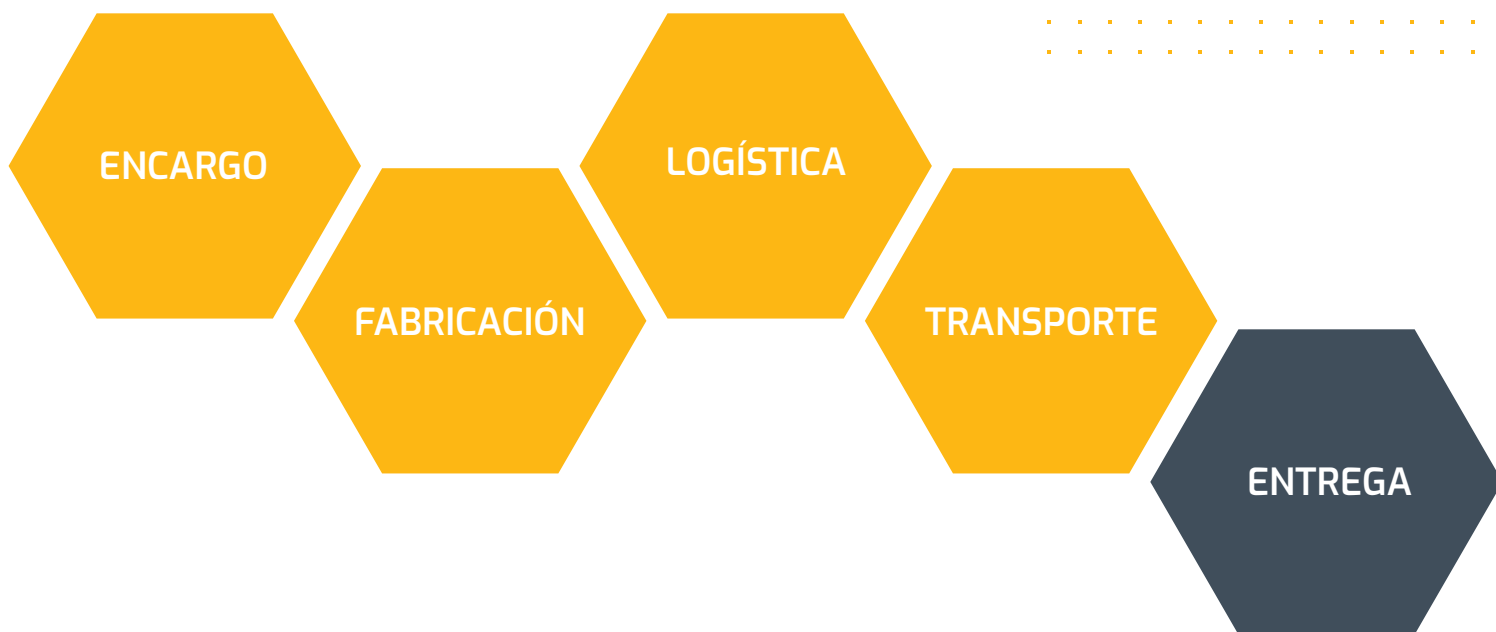 ENCARGO
FABRICACIÓN
LOGÍSTICA
TRANSPORTE
ENTREGA